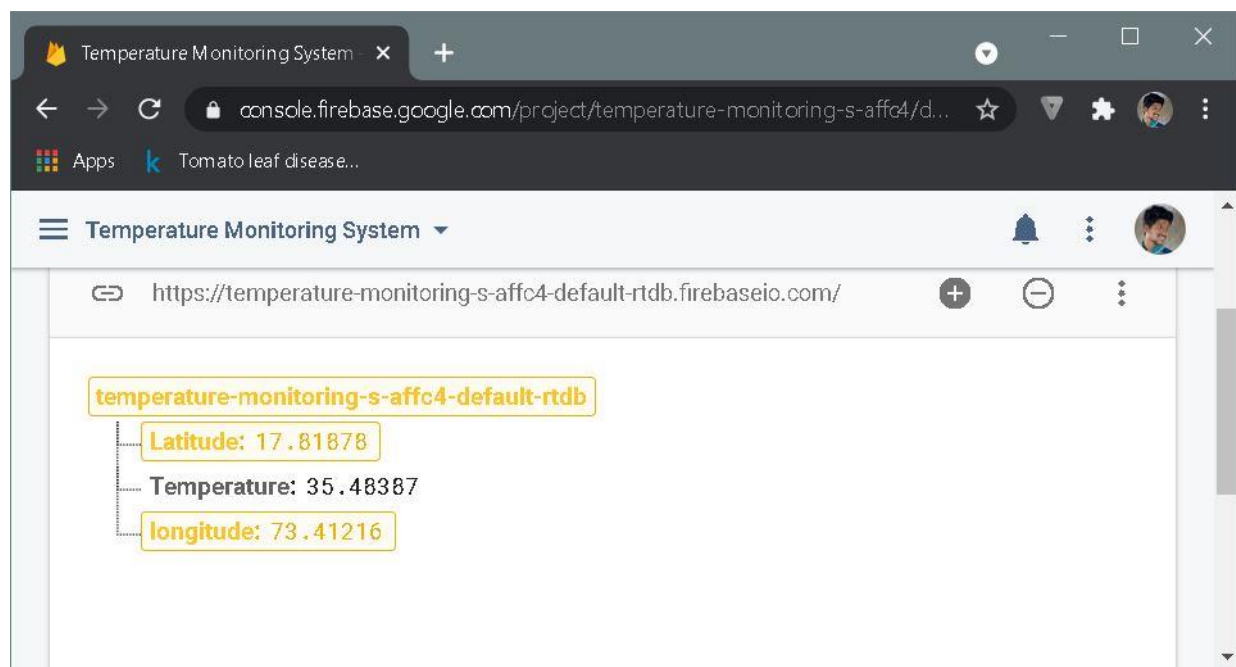 Temperature Monitoring System -
console.firebase.google.com/project/temperature-monitoring-s-affc4/d...
Apps k Tomato leaf disease...
Temperature Monitoring System
https://temperature-monitoring-s-affc4-default-rtdb.firebaseio.com/
temperature-monitoring-s-affc4-default-rtdb
Latitude: 17.81878
Temperature: 35.48387
longitude: 73.41216